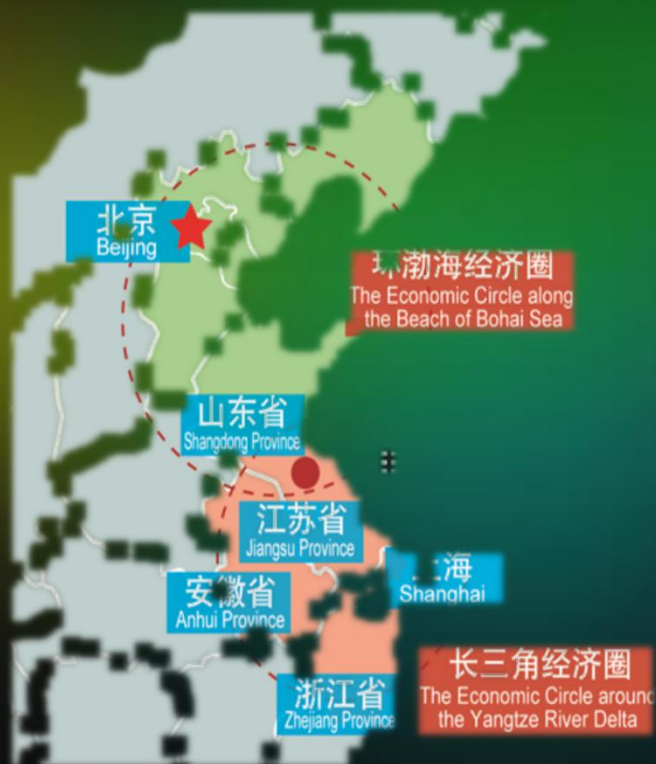 北京
Beijing
渤海经济圈
The Economic Circle along
the Beach of Bohai Sea
山东省
Shangdong Province
江苏省
Jiangsu Province
海
Shanghai
安徽省
Anhui Province
长三角经济圈
The Economic Circle around
the Yangtze River Delta
浙江省
Zhejiang Province